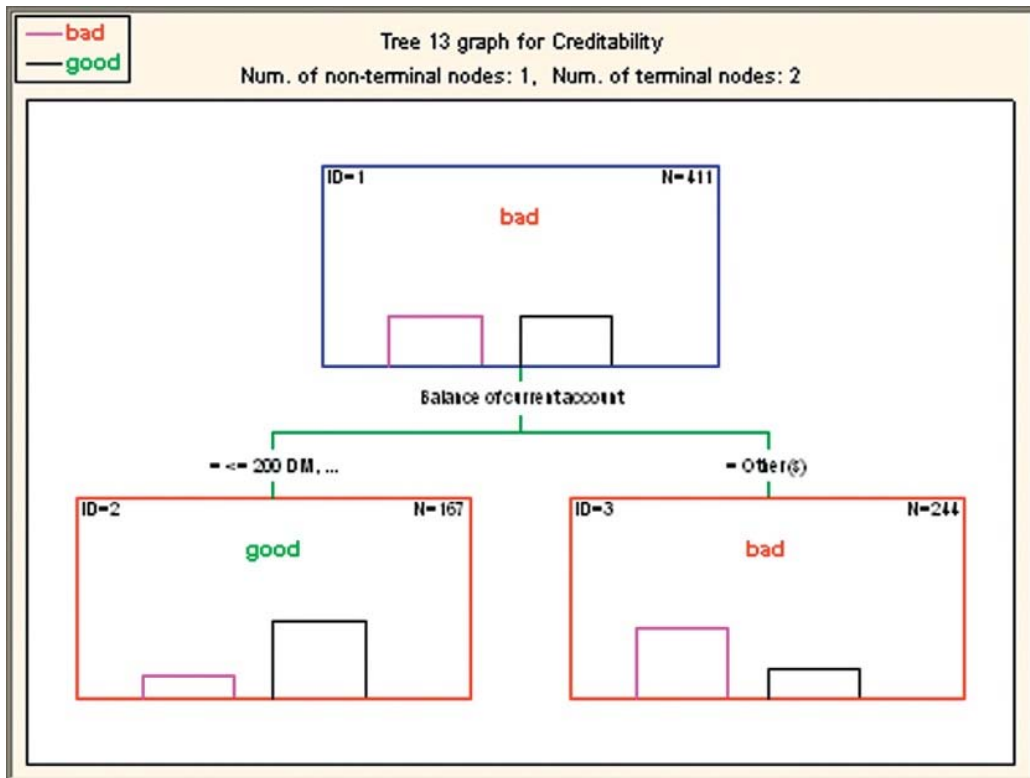 bad
good
Tree 13 graph for Creditability
Num. of non-terminal nodes: 1, Num. of terminal nodes: 2
ID=1 N=411
bad
Balance of current account
= <= 200 DM, ...
= Other(s)
ID=2 N=167
good
ID=3 N=244
bad